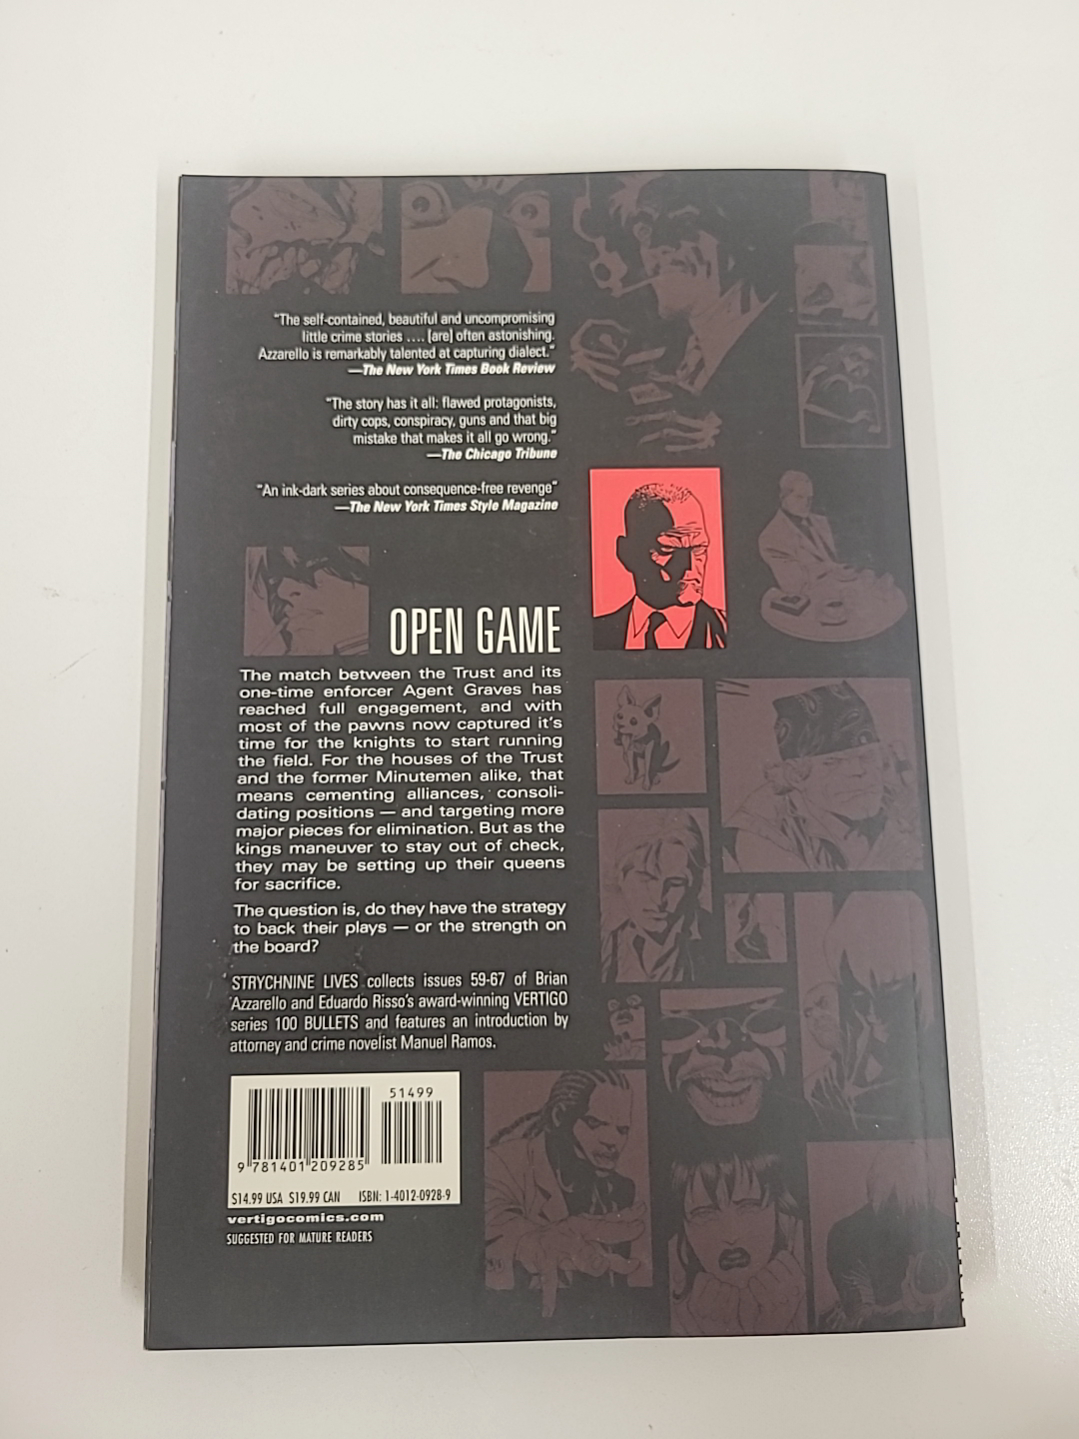 "The self-contained, beautiful and uncompromising
little crime stories .... [are] often astonishing.
Azzarello is remarkably talented at capturing dialect."
—The New York Times Book Review
"The story has it all: flawed protagonists,
dirty cops, conspiracy, guns and that big
mistake that makes it all go wrong."
—The Chicago Tribune
"An ink-dark series about consequence-free revenge"
—The New York Times Style Magazine
OPEN GAME
The match between the Trust and its
one-time enforcer Agent Graves has
reached full engagement, and with
most of the pawns now captured it's
time for the knights to start running
the field. For the houses of the Trust
and the former Minutemen alike, that
means cementing alliances, consoli-
dating positions — and targeting more
major pieces for elimination. But as the
kings maneuver to stay out of check,
they may be setting up their queens
for sacrifice.
The question is, do they have the strategy
to back their plays — or the strength on
the board?
STRYCHNINE LIVES collects issues 59-67 of Brian
Azzarello and Eduardo Risso's award-winning VERTIGO
series 100 BULLETS and features an introduction by
attorney and crime novelist Manuel Ramos.
51499
9 781401 209285
$14.99 USA $19.99 CAN ISBN: 1-4012-0928-9
vertigocomics.com
SUGGESTED FOR MATURE READERS